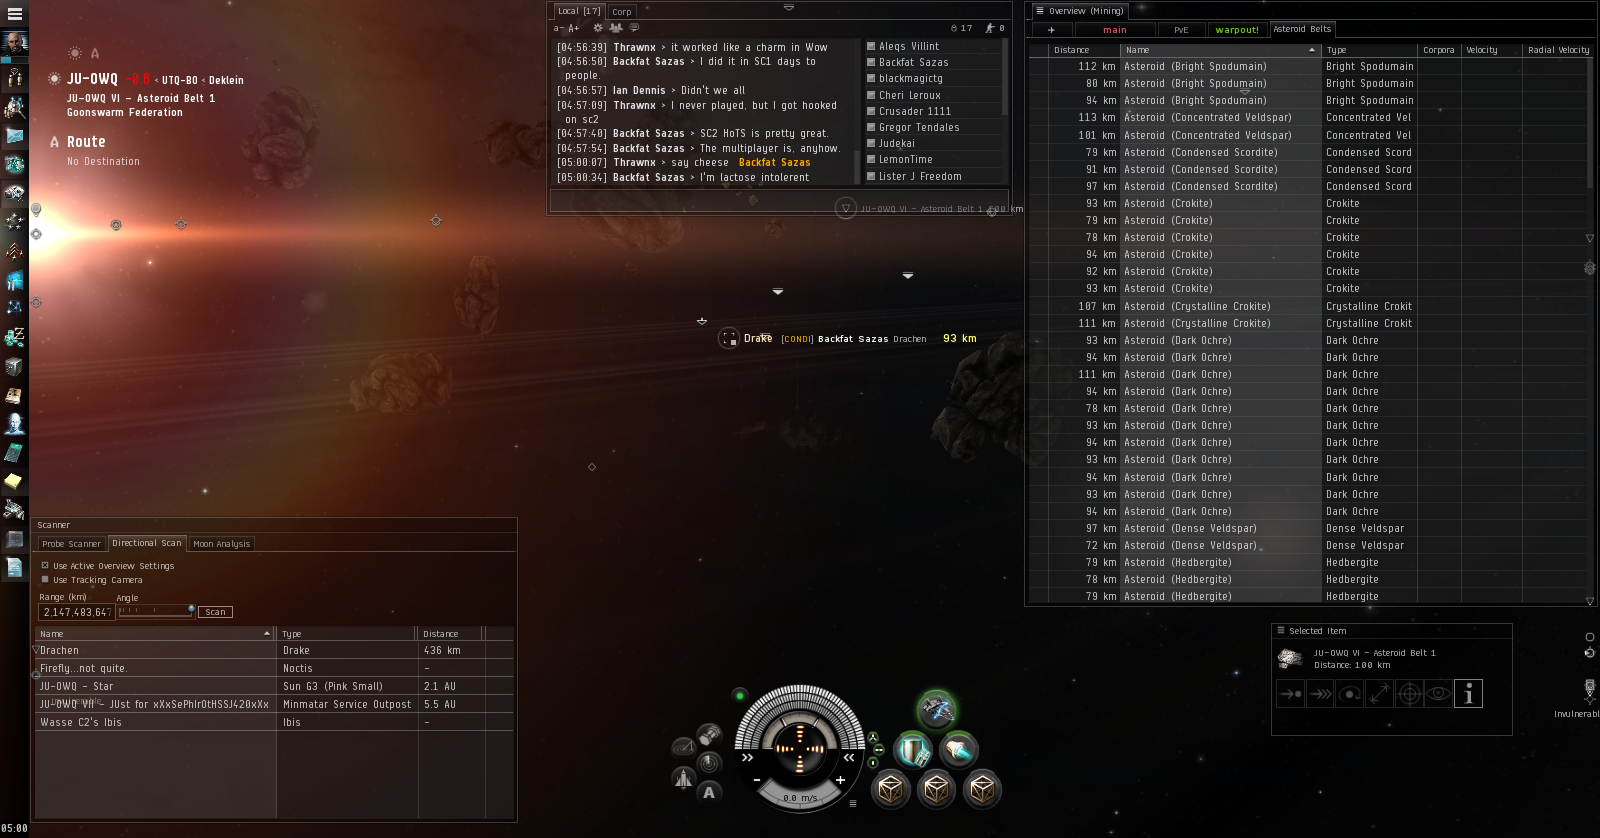 JU-OWQ -0.6 < UTQ-BO < Deklein
JU-OWQ VI - Asteroid Belt 1
Goonswarm Federation
A Route
No Destination
Local [17] Corp
a- A+
17 0
[04:56:39] Thrawnx > it worked like a charm in Wow
[04:56:50] Backfat Sazas > I did it in SC1 days to
people.
[04:56:57] Ian Dennis > Didn't we all
[04:57:09] Thrawnx > I never played, but I got hooked
on sc2
[04:57:40] Backfat Sazas > SC2 HoTS is pretty great.
[04:57:54] Backfat Sazas > The multiplayer is, anyhow.
[05:00:07] Thrawnx > say cheese Backfat Sazas
[05:00:34] Backfat Sazas > I'm lactose intolerent
Aleqs Villint
Backfat Sazas
blackmagictg
Cheri Leroux
Crusader 1111
Gregor Tendales
Judekai
LemonTime
Lister J Freedom
JU-OWQ VI - Asteroid Belt 1 100 km
Drake [CONDI] Backfat Sazas Drachen 93 km
Overview (Mining)
+ main PvE warpout! Asteroid Belts
Distance Name Type Corpora Velocity Radial Velocity
112 km Asteroid (Bright Spodumain) Bright Spodumain
80 km Asteroid (Bright Spodumain) Bright Spodumain
94 km Asteroid (Bright Spodumain) Bright Spodumain
113 km Asteroid (Concentrated Veldspar) Concentrated Vel
101 km Asteroid (Concentrated Veldspar) Concentrated Vel
79 km Asteroid (Condensed Scordite) Condensed Scord
91 km Asteroid (Condensed Scordite) Condensed Scord
97 km Asteroid (Condensed Scordite) Condensed Scord
93 km Asteroid (Crokite) Crokite
79 km Asteroid (Crokite) Crokite
78 km Asteroid (Crokite) Crokite
94 km Asteroid (Crokite) Crokite
92 km Asteroid (Crokite) Crokite
93 km Asteroid (Crokite) Crokite
107 km Asteroid (Crystalline Crokite) Crystalline Crokit
111 km Asteroid (Crystalline Crokite) Crystalline Crokit
93 km Asteroid (Dark Ochre) Dark Ochre
94 km Asteroid (Dark Ochre) Dark Ochre
111 km Asteroid (Dark Ochre) Dark Ochre
94 km Asteroid (Dark Ochre) Dark Ochre
78 km Asteroid (Dark Ochre) Dark Ochre
93 km Asteroid (Dark Ochre) Dark Ochre
94 km Asteroid (Dark Ochre) Dark Ochre
93 km Asteroid (Dark Ochre) Dark Ochre
94 km Asteroid (Dark Ochre) Dark Ochre
93 km Asteroid (Dark Ochre) Dark Ochre
94 km Asteroid (Dark Ochre) Dark Ochre
97 km Asteroid (Dense Veldspar) Dense Veldspar
72 km Asteroid (Dense Veldspar) Dense Veldspar
79 km Asteroid (Hedbergite) Hedbergite
78 km Asteroid (Hedbergite) Hedbergite
79 km Asteroid (Hedbergite) Hedbergite
Scanner
Probe Scanner Directional Scan Moon Analysis
Use Active Overview Settings
Use Tracking Camera
Range (km) Angle
2,147,483,647 Scan
Name Type Distance
Drachen Drake 436 km
Firefly...not quite. Noctis -
JU-OWQ - Star Sun G3 (Pink Small) 2.1 AU
JU-OWQ VII - JUst for xXxSePhIrOtHSSJ420xXx Minmatar Service Outpost 5.5 AU
Wasse C2's Ibis Ibis -
Selected Item
JU-OWQ VI - Asteroid Belt 1
Distance: 100 km
Invulnerabl
A
0.0 m/s
05:00